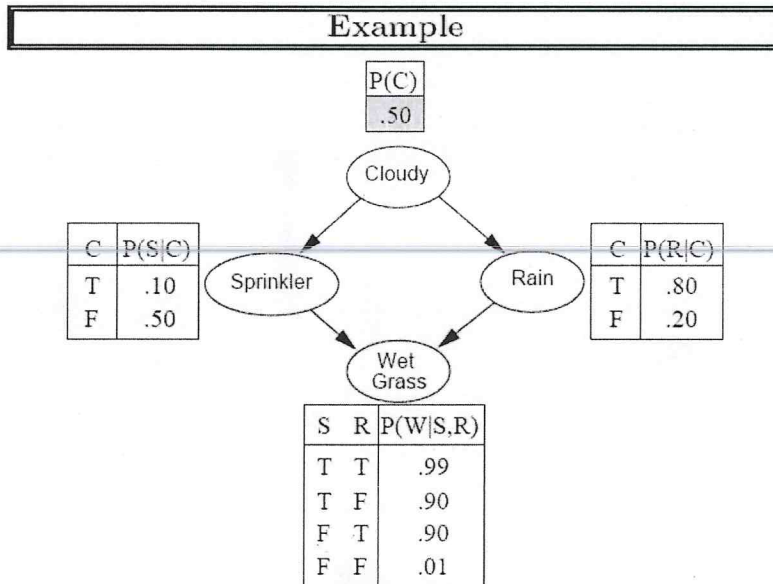 Example
P(C)
.50
Cloudy
C P(S|C)
T .10
F .50
Sprinkler
Rain
C P(R|C)
T .80
F .20
Wet
Grass
S R P(W|S,R)
T T .99
T F .90
F T .90
F F .01